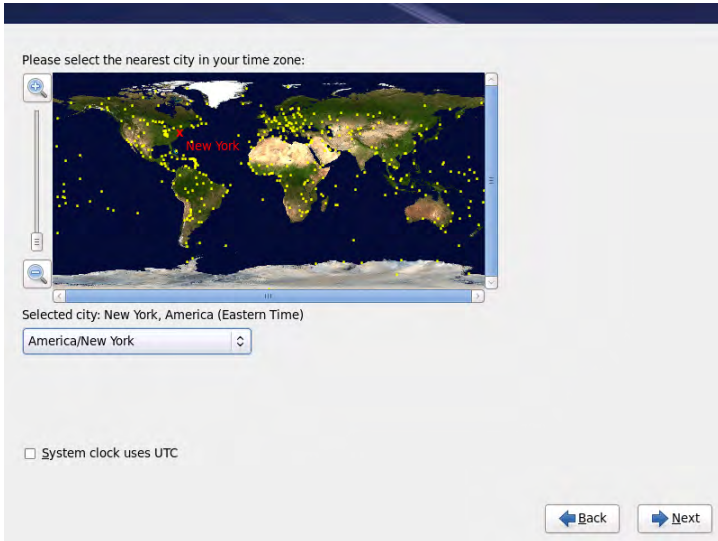 Please select the nearest city in your time zone:
New York
Selected city: New York, America (Eastern Time)
America/New York
System clock uses UTC
Back
Next